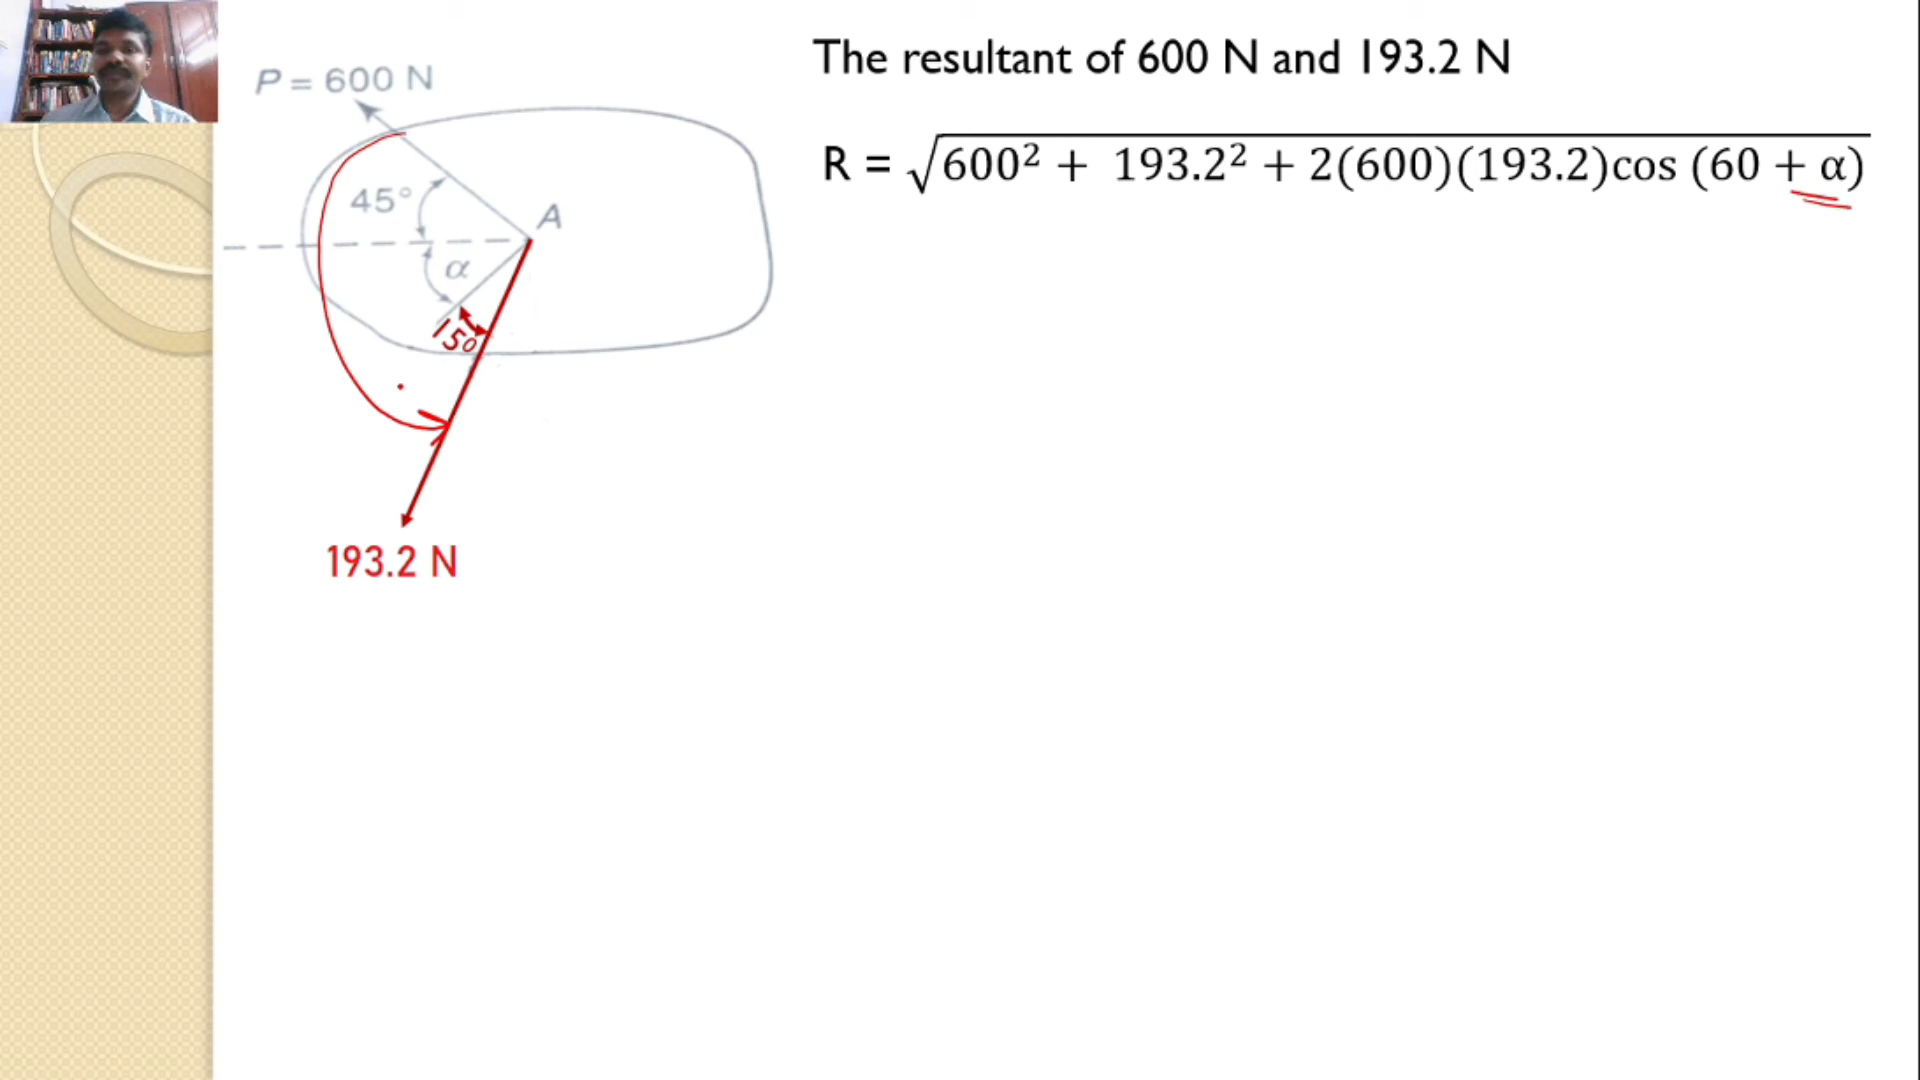 The resultant of 600 N and 193.2 N
R = √600² + 193.2² + 2(600)(193.2)cos (60 + α)
P = 600 N
45°
A
α
15⁰
193.2 N